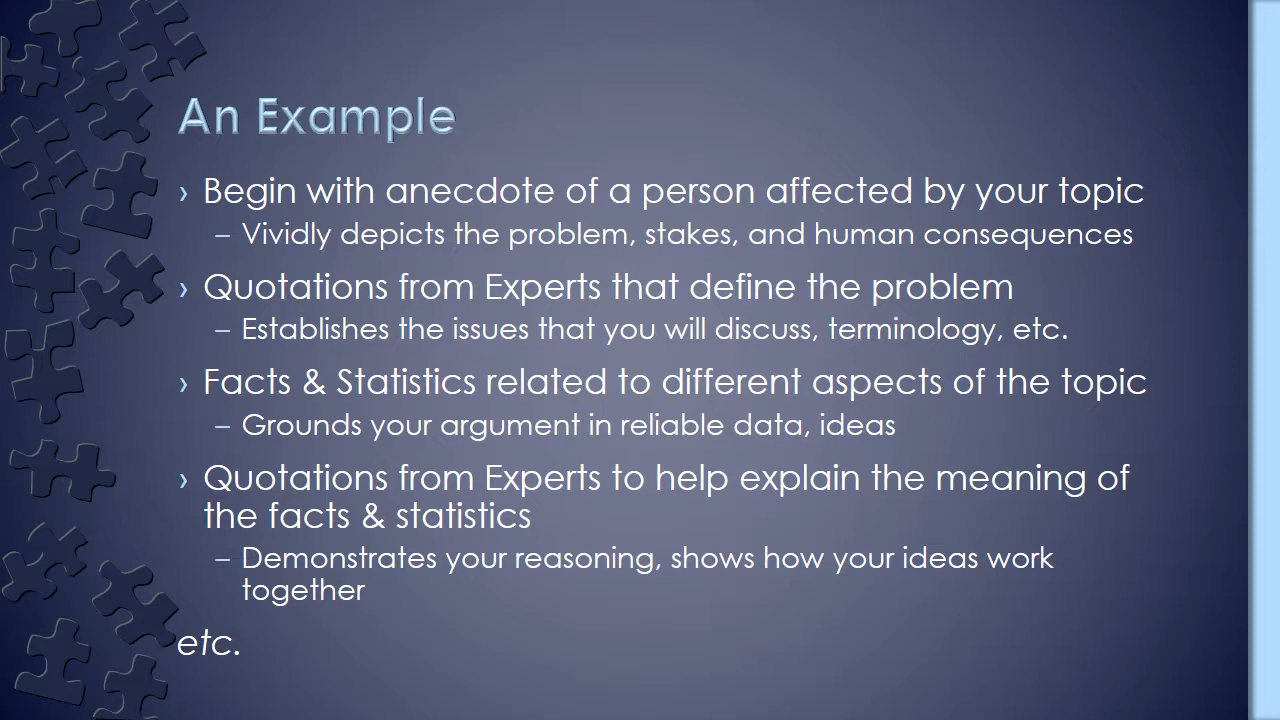 An Example
› Begin with anecdote of a person affected by your topic
– Vividly depicts the problem, stakes, and human consequences
› Quotations from Experts that define the problem
– Establishes the issues that you will discuss, terminology, etc.
› Facts & Statistics related to different aspects of the topic
– Grounds your argument in reliable data, ideas
› Quotations from Experts to help explain the meaning of
the facts & statistics
– Demonstrates your reasoning, shows how your ideas work
together
etc.